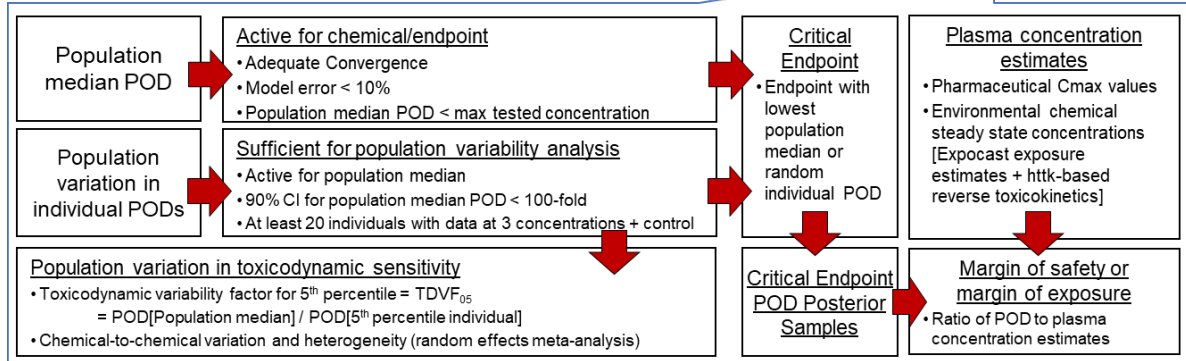 Population
median POD
Active for chemical/endpoint
• Adequate Convergence
• Model error < 10%
• Population median POD < max tested concentration
Population
variation in
individual PODs
Sufficient for population variability analysis
• Active for population median
• 90% CI for population median POD < 100-fold
• At least 20 individuals with data at 3 concentrations + control
Critical
Endpoint
• Endpoint with
lowest
population
median or
random
individual POD
Plasma concentration
estimates
• Pharmaceutical Cmax values
• Environmental chemical
steady state concentrations
[Expocast exposure
estimates + httk-based
reverse toxicokinetics]
Population variation in toxicodynamic sensitivity
• Toxicodynamic variability factor for 5th percentile = TDVF05
= POD[Population median] / POD[5th percentile individual]
• Chemical-to-chemical variation and heterogeneity (random effects meta-analysis)
Critical Endpoint
POD Posterior
Samples
Margin of safety or
margin of exposure
• Ratio of POD to plasma
concentration estimates